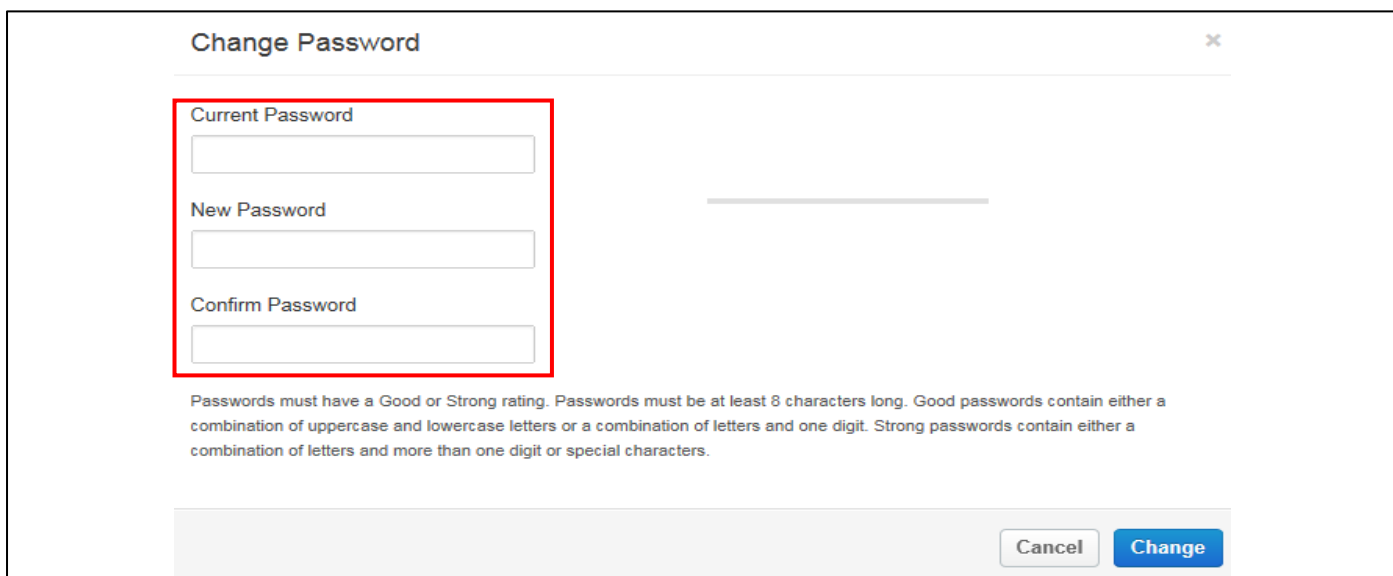 Change Password
×
Current Password
New Password
Confirm Password
Passwords must have a Good or Strong rating. Passwords must be at least 8 characters long. Good passwords contain either a
combination of uppercase and lowercase letters or a combination of letters and one digit. Strong passwords contain either a
combination of letters and more than one digit or special characters.
Cancel Change